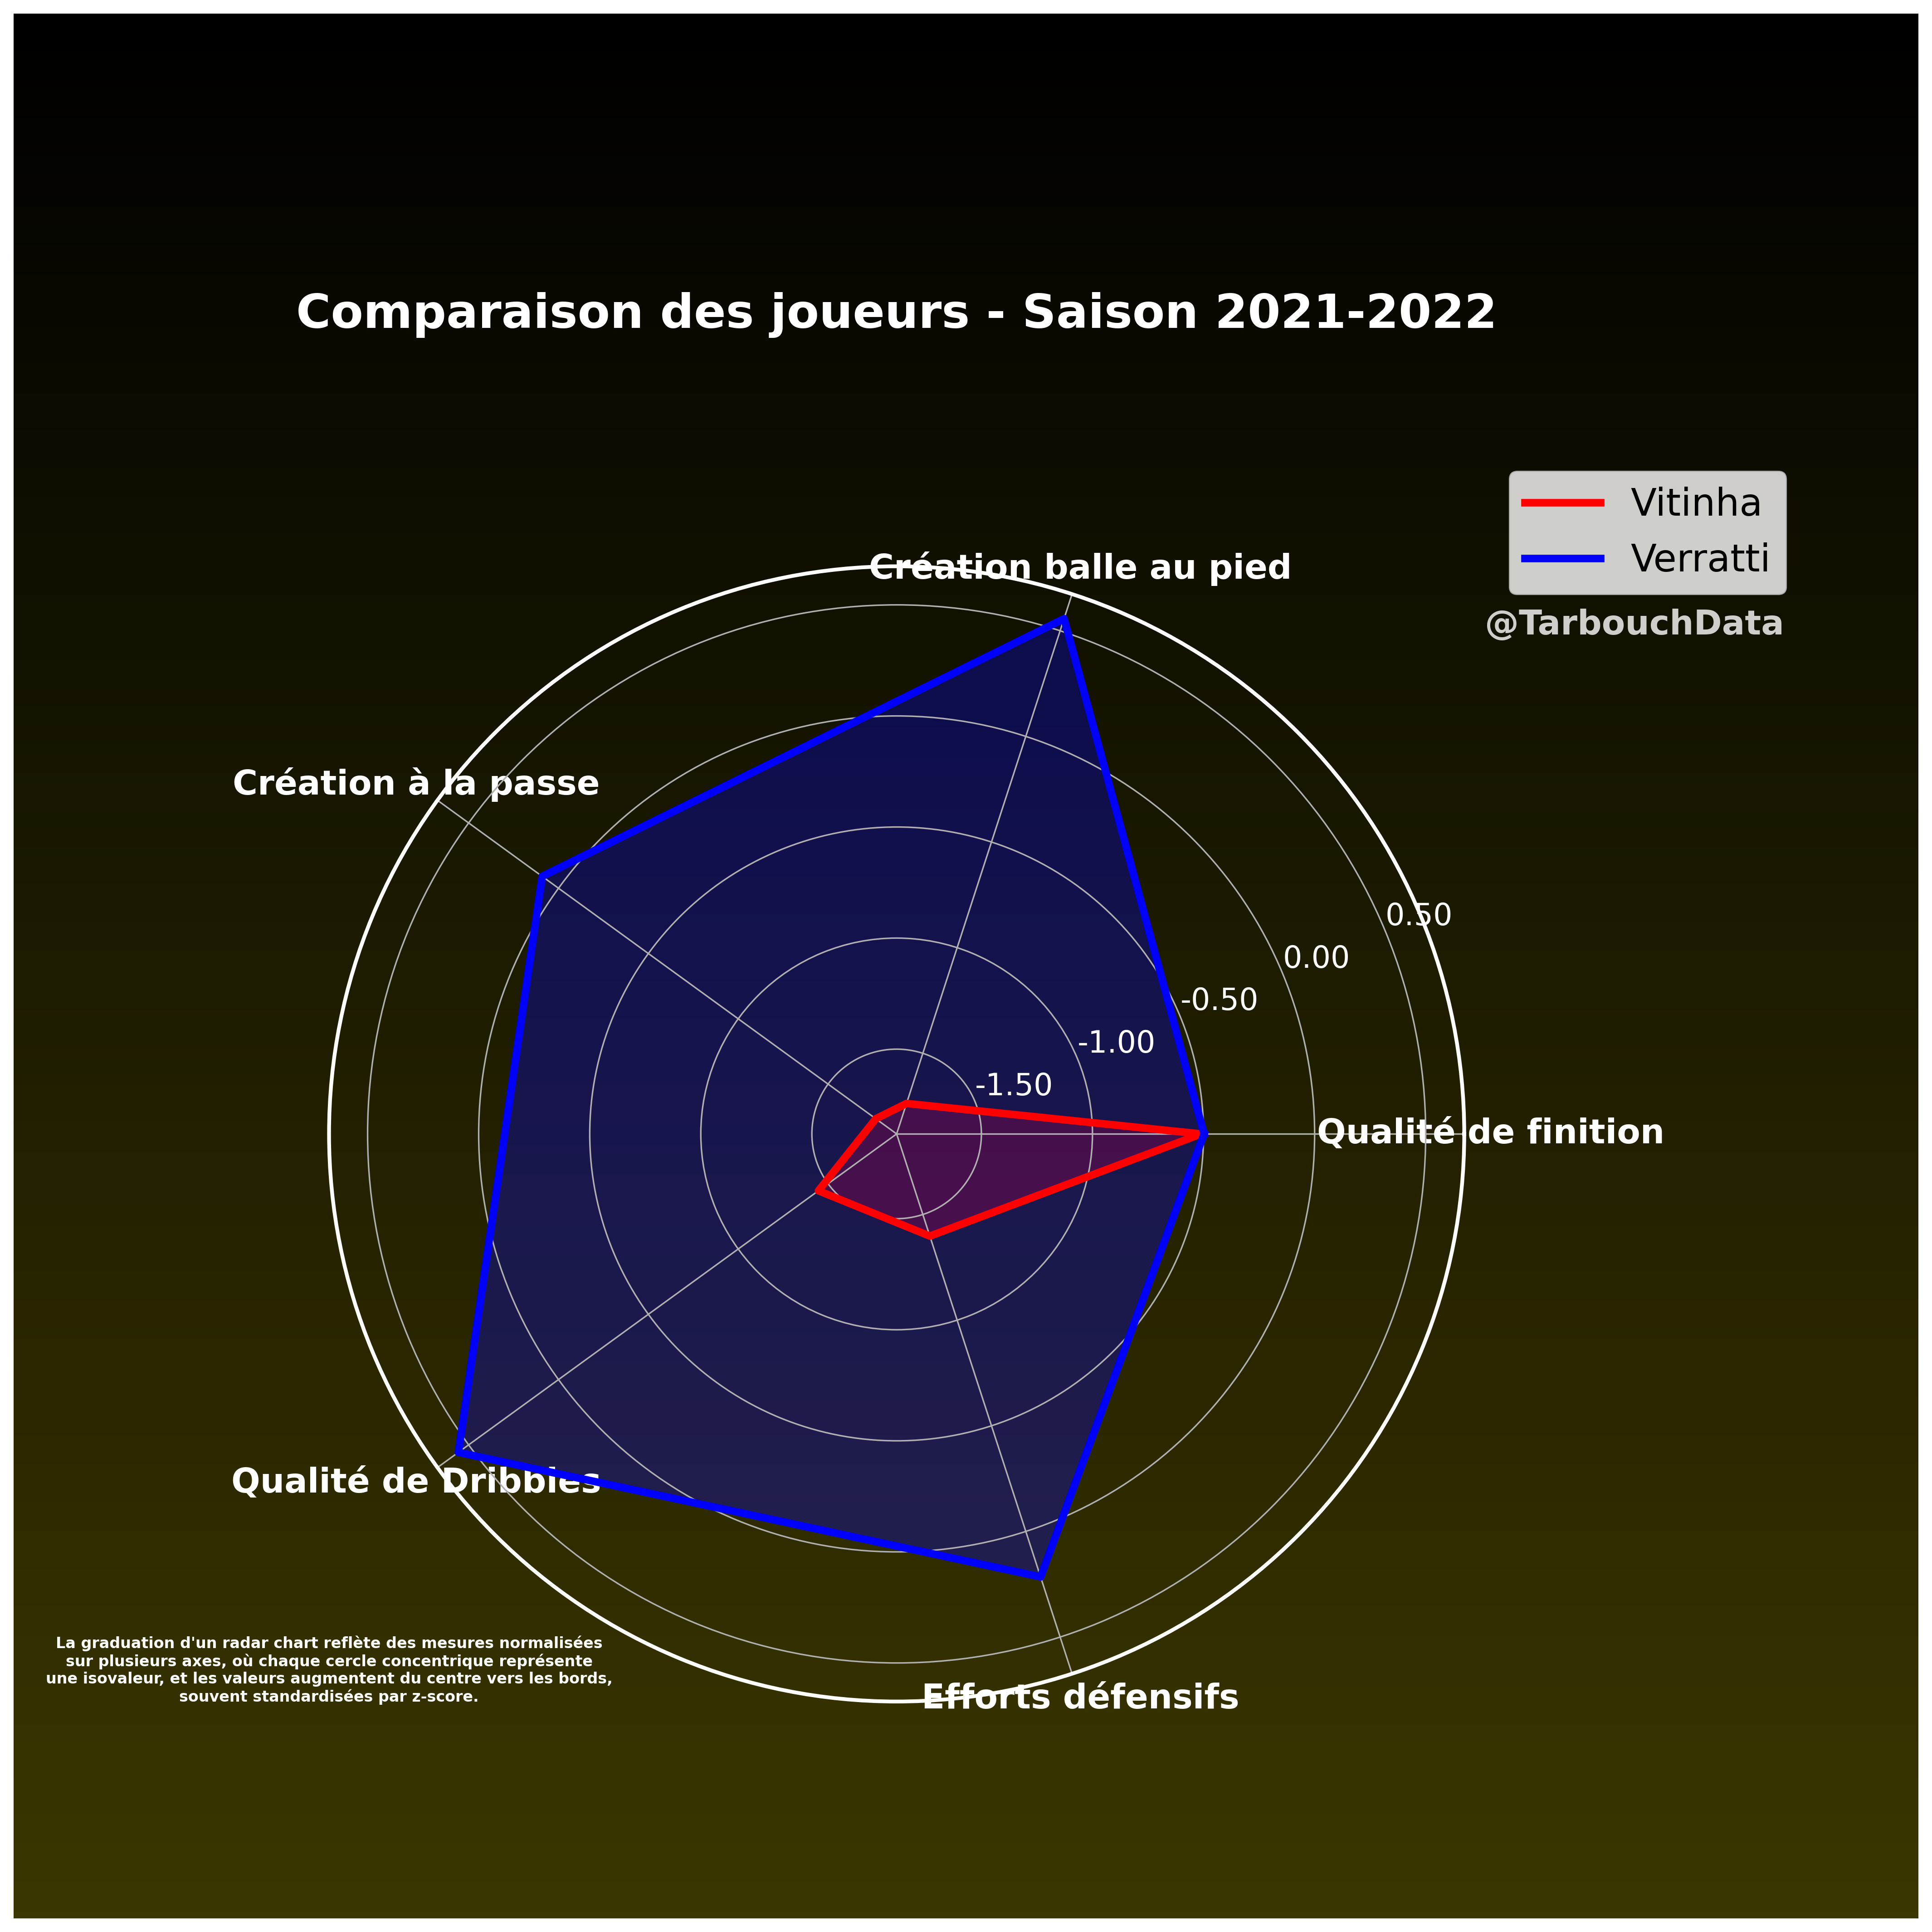 Comparaison des joueurs - Saison 2021-2022
Vitinha
Verratti
@TarbouchData
Création balle au pied
Création à la passe
0.50
0.00
-0.50
-1.00
-1.50
Qualité de finition
Qualité de Dribbles
Efforts défensifs
La graduation d'un radar chart reflète des mesures normalisées
sur plusieurs axes, où chaque cercle concentrique représente
une isovaleur, et les valeurs augmentent du centre vers les bords,
souvent standardisées par z-score.